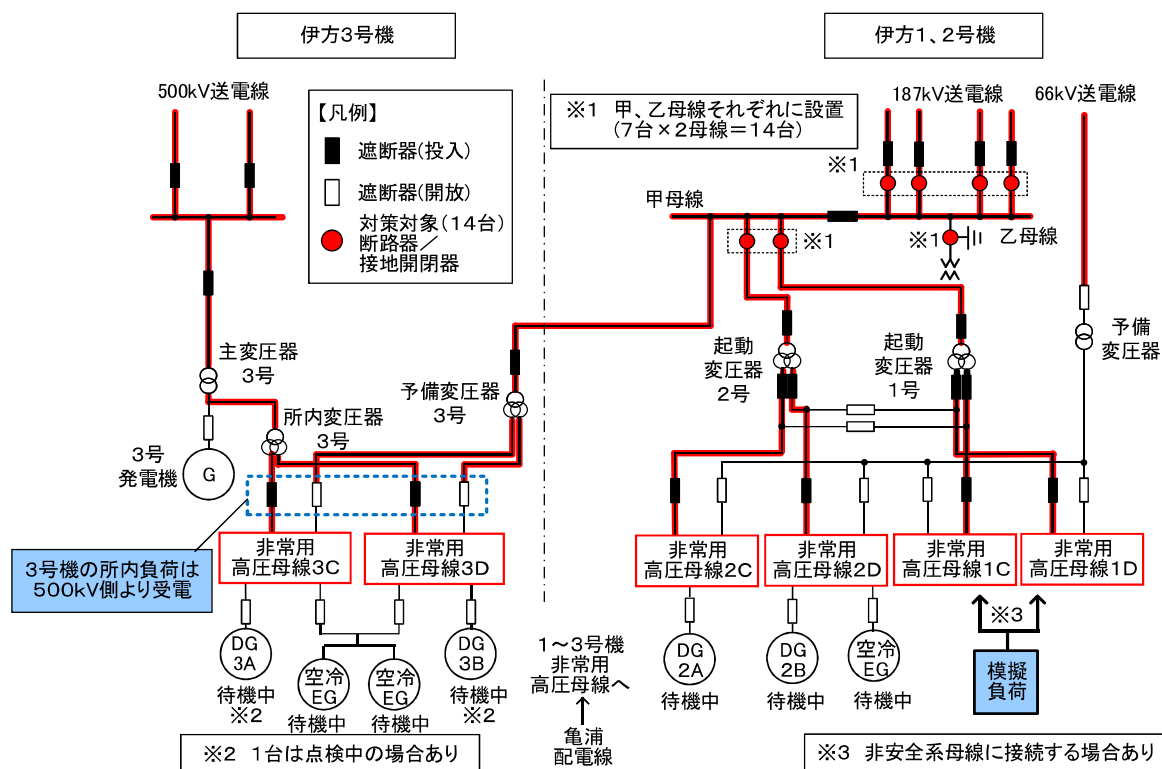 伊方3号機
伊方1、2号機
500kV送電線
【凡例】
遮断器(投入)
遮断器(開放)
対策対象(14台)
断路器／
接地開閉器
※1 甲、乙母線それぞれに設置
(7台×2母線＝14台)
187kV送電線
66kV送電線
※1
甲母線
※1
※1
乙母線
主変圧器
3号
予備変圧器
3号
所内変圧器
3号
3号
発電機
G
起動
変圧器
2号
起動
変圧器
1号
予備
変圧器
3号機の所内負荷は
500kV側より受電
非常用
高圧母線3C
非常用
高圧母線3D
非常用
高圧母線2C
非常用
高圧母線2D
非常用
高圧母線1C
非常用
高圧母線1D
DG
3A
待機中
※2
空冷
EG
待機中
空冷
EG
待機中
DG
3B
待機中
※2
1～3号機
非常用
高圧母線へ
亀浦
配電線
DG
2A
待機中
DG
2B
待機中
空冷
EG
待機中
※3
模擬
負荷
※2 1台は点検中の場合あり
※3 非安全系母線に接続する場合あり